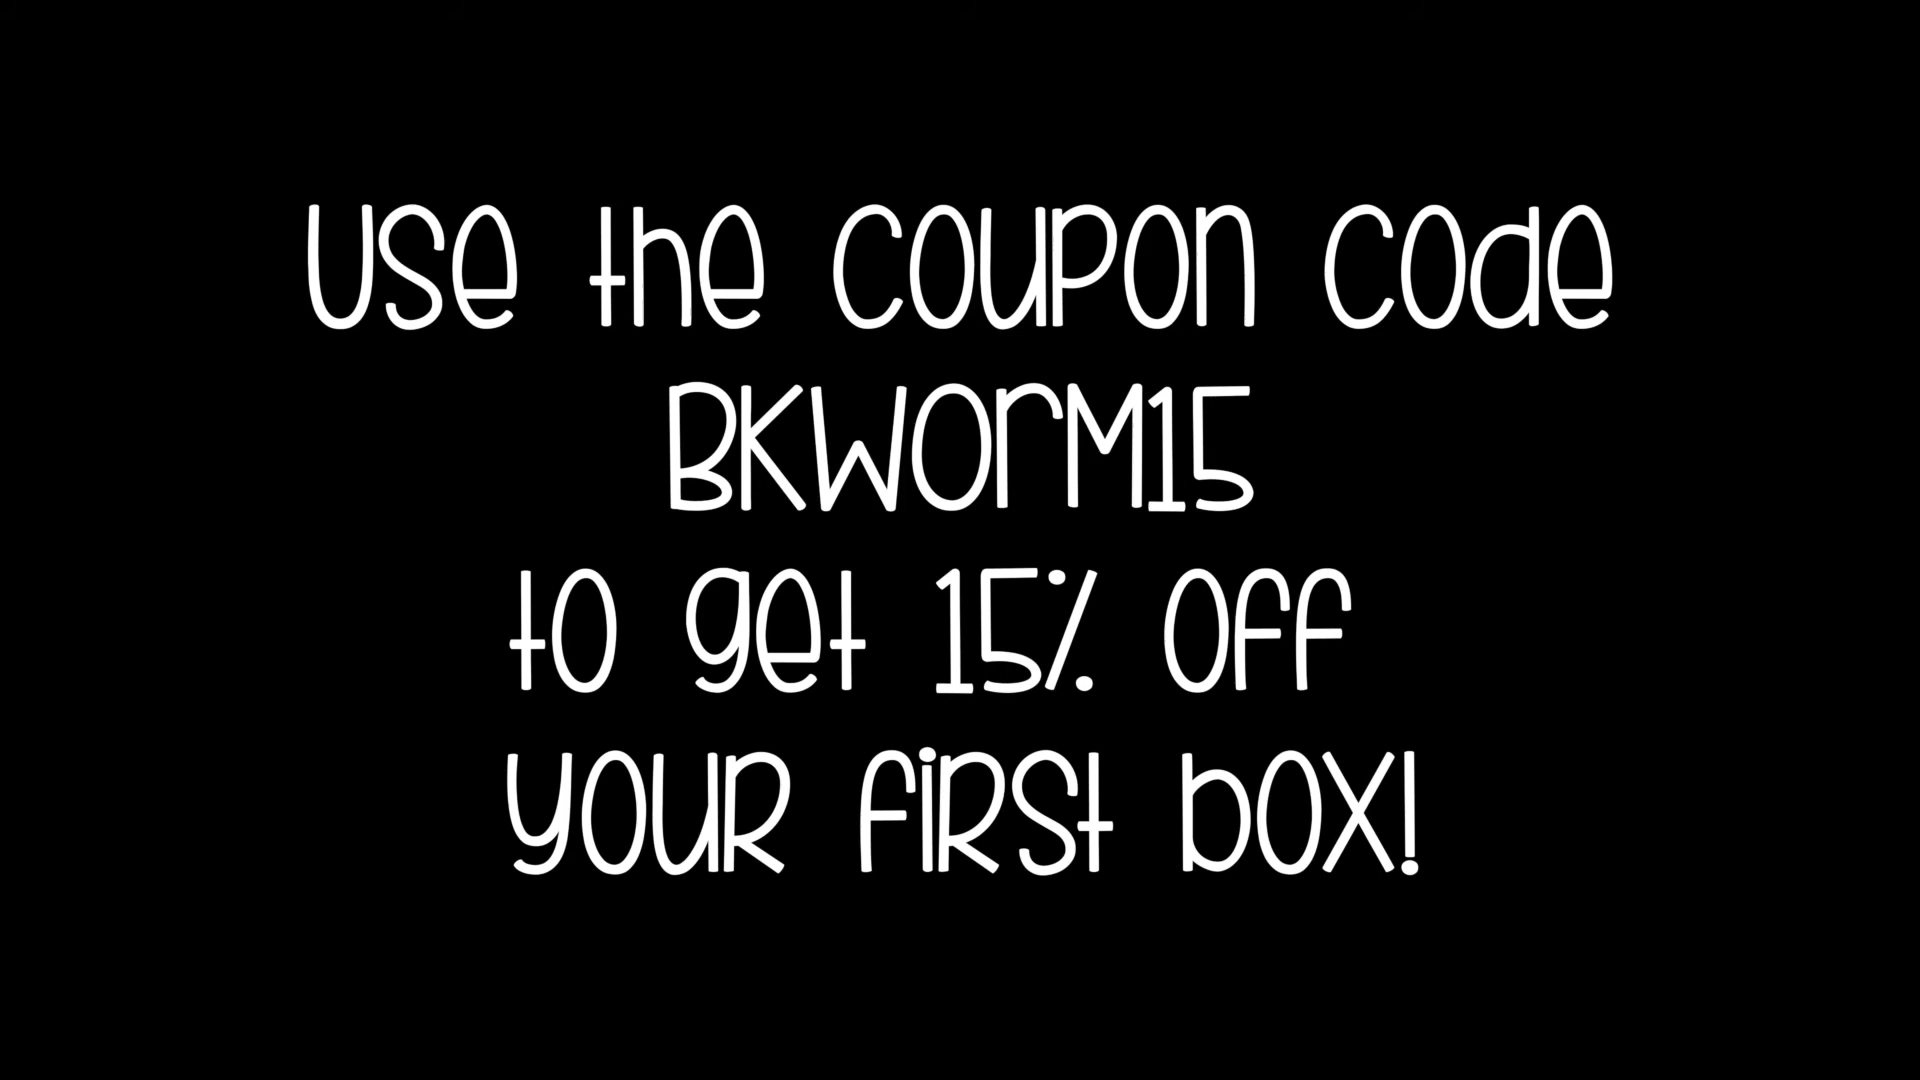 Use the coupon code
BKWORM15
to get 15% off
your first box!